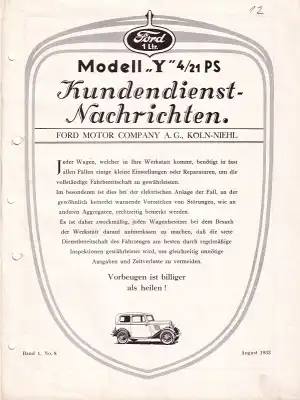 12
Ford
1 Ltr.
Modell „Y" 4/21 PS
Kundendienst-
Nachrichten.
FORD MOTOR COMPANY A. G., KÖLN-NIEHL
Jeder Wagen, welcher in Ihre Werkstatt kommt, benötigt in fast
allen Fällen einige kleine Einstellungen oder Reparaturen, um die
vollständige Fahrbereitschaft zu gewährleisten.
Im besonderen ist dies bei der elektrischen Anlage der Fall, an der
gewöhnlich keinerlei warnende Vorzeichen von Störungen, wie an
anderen Aggregaten, rechtzeitig bemerkt werden.
Es ist daher zweckmäßig, jeden Wagenbesitzer bei dem Besuch
der Werkstatt darauf aufmerksam zu machen, daß die stete
Dienstbereitschaft des Fahrzeuges am besten durch regelmäßige
Inspektionen gewährleistet wird, um gleichzeitig unnötige
Ausgaben und Zeitverluste zu vermeiden.
Vorbeugen ist billiger
als heilen!
Band 1, No. 8
August 1933